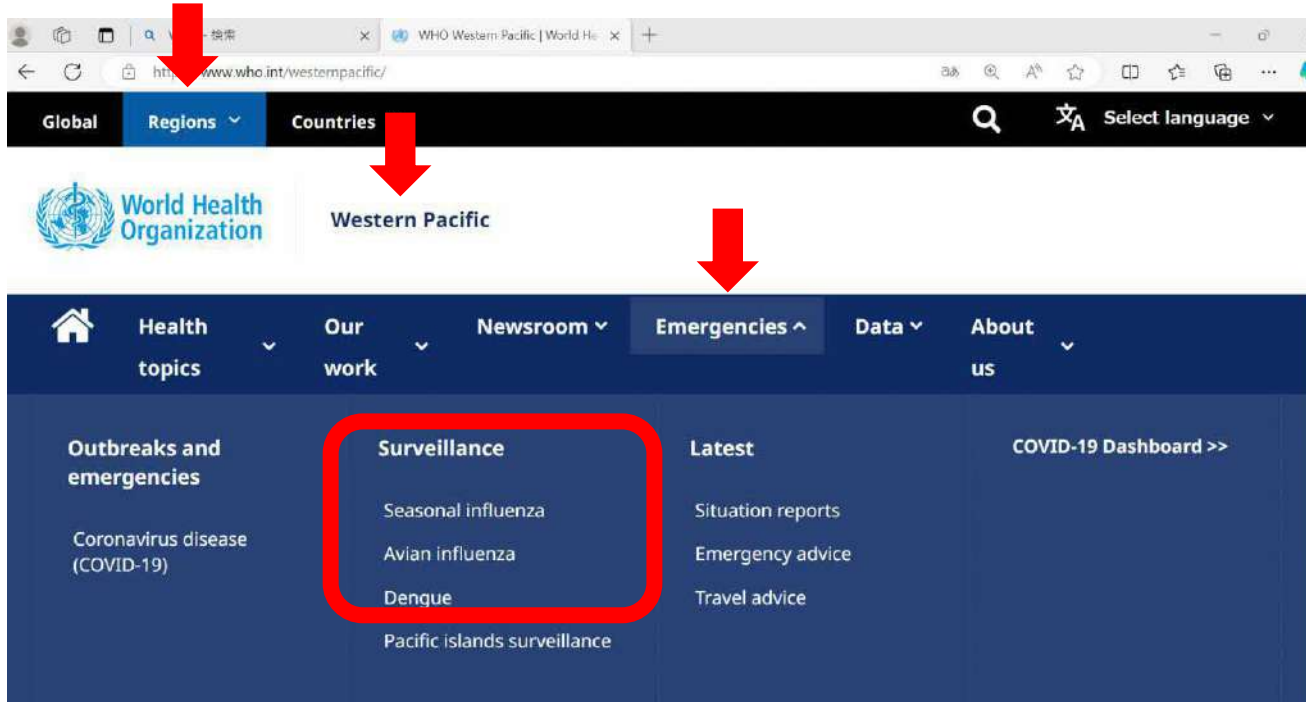 検索
WHO Western Pacific | World He
www.who.int/westernpacific/
Global
Regions
Countries
Select language
World Health
Organization
Western Pacific
Health
topics
Our
work
Newsroom
Emergencies
Data
About
us
Outbreaks and
emergencies
Coronavirus disease
(COVID-19)
Surveillance
Seasonal influenza
Avian influenza
Dengue
Pacific islands surveillance
Latest
Situation reports
Emergency advice
Travel advice
COVID-19 Dashboard >>